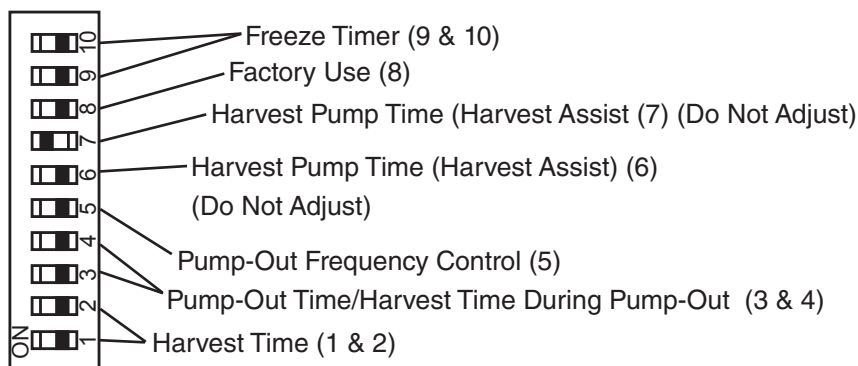 10 Freeze Timer (9 & 10)
9
8 Factory Use (8)
7 Harvest Pump Time (Harvest Assist (7) (Do Not Adjust)
6 Harvest Pump Time (Harvest Assist) (6)
(Do Not Adjust)
5 Pump-Out Frequency Control (5)
4
3 Pump-Out Time/Harvest Time During Pump-Out (3 & 4)
2
ON 1 Harvest Time (1 & 2)